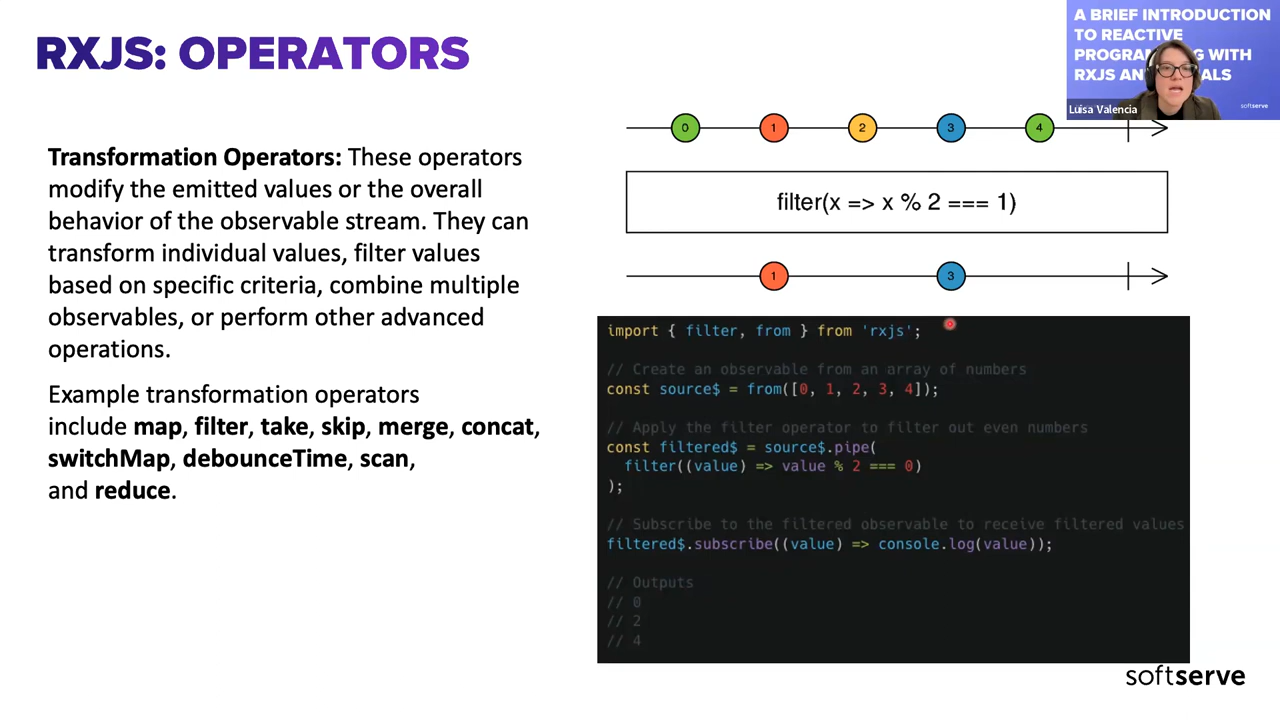 RXJS: OPERATORS
A BRIEF INTRODUCTION
TO REACTIVE
PROGRAMMING WITH
RXJS AND SIGNALS
Luisa Valencia
softserve
Transformation Operators: These operators
modify the emitted values or the overall
behavior of the observable stream. They can
transform individual values, filter values
based on specific criteria, combine multiple
observables, or perform other advanced
operations.
Example transformation operators
include map, filter, take, skip, merge, concat,
switchMap, debounceTime, scan,
and reduce.
0 1 2 3 4
filter(x => x % 2 === 1)
1 3
import { filter, from } from 'rxjs';
// Create an observable from an array of numbers
const source$ = from([0, 1, 2, 3, 4]);
// Apply the filter operator to filter out even numbers
const filtered$ = source$.pipe(
filter((value) => value % 2 === 0)
);
// Subscribe to the filtered observable to receive filtered values
filtered$.subscribe((value) => console.log(value));
// Outputs
// 0
// 2
// 4
softserve